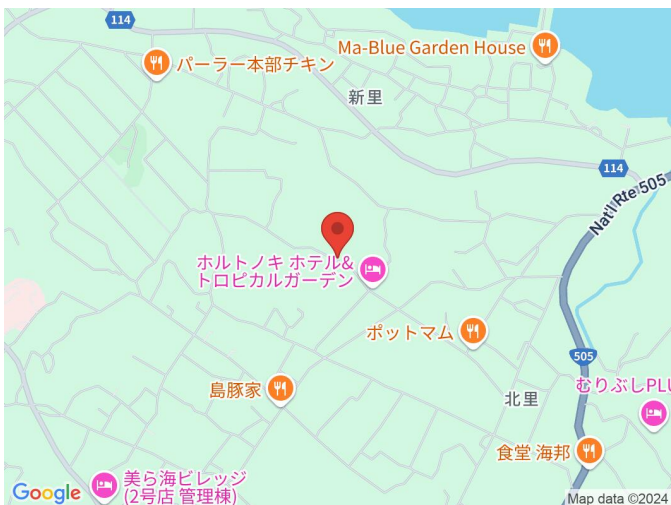 114
Ma-Blue Garden House
パーラー本部チキン
新里
114
Nat'l Rte 505
ホルトノキ ホテル&
トロピカルガーデン
ポットマム
505
島豚家
むりぶしPLU
北里
食堂 海邦
美ら海ビレッジ
(2号店 管理棟)
Google
Map data ©2024